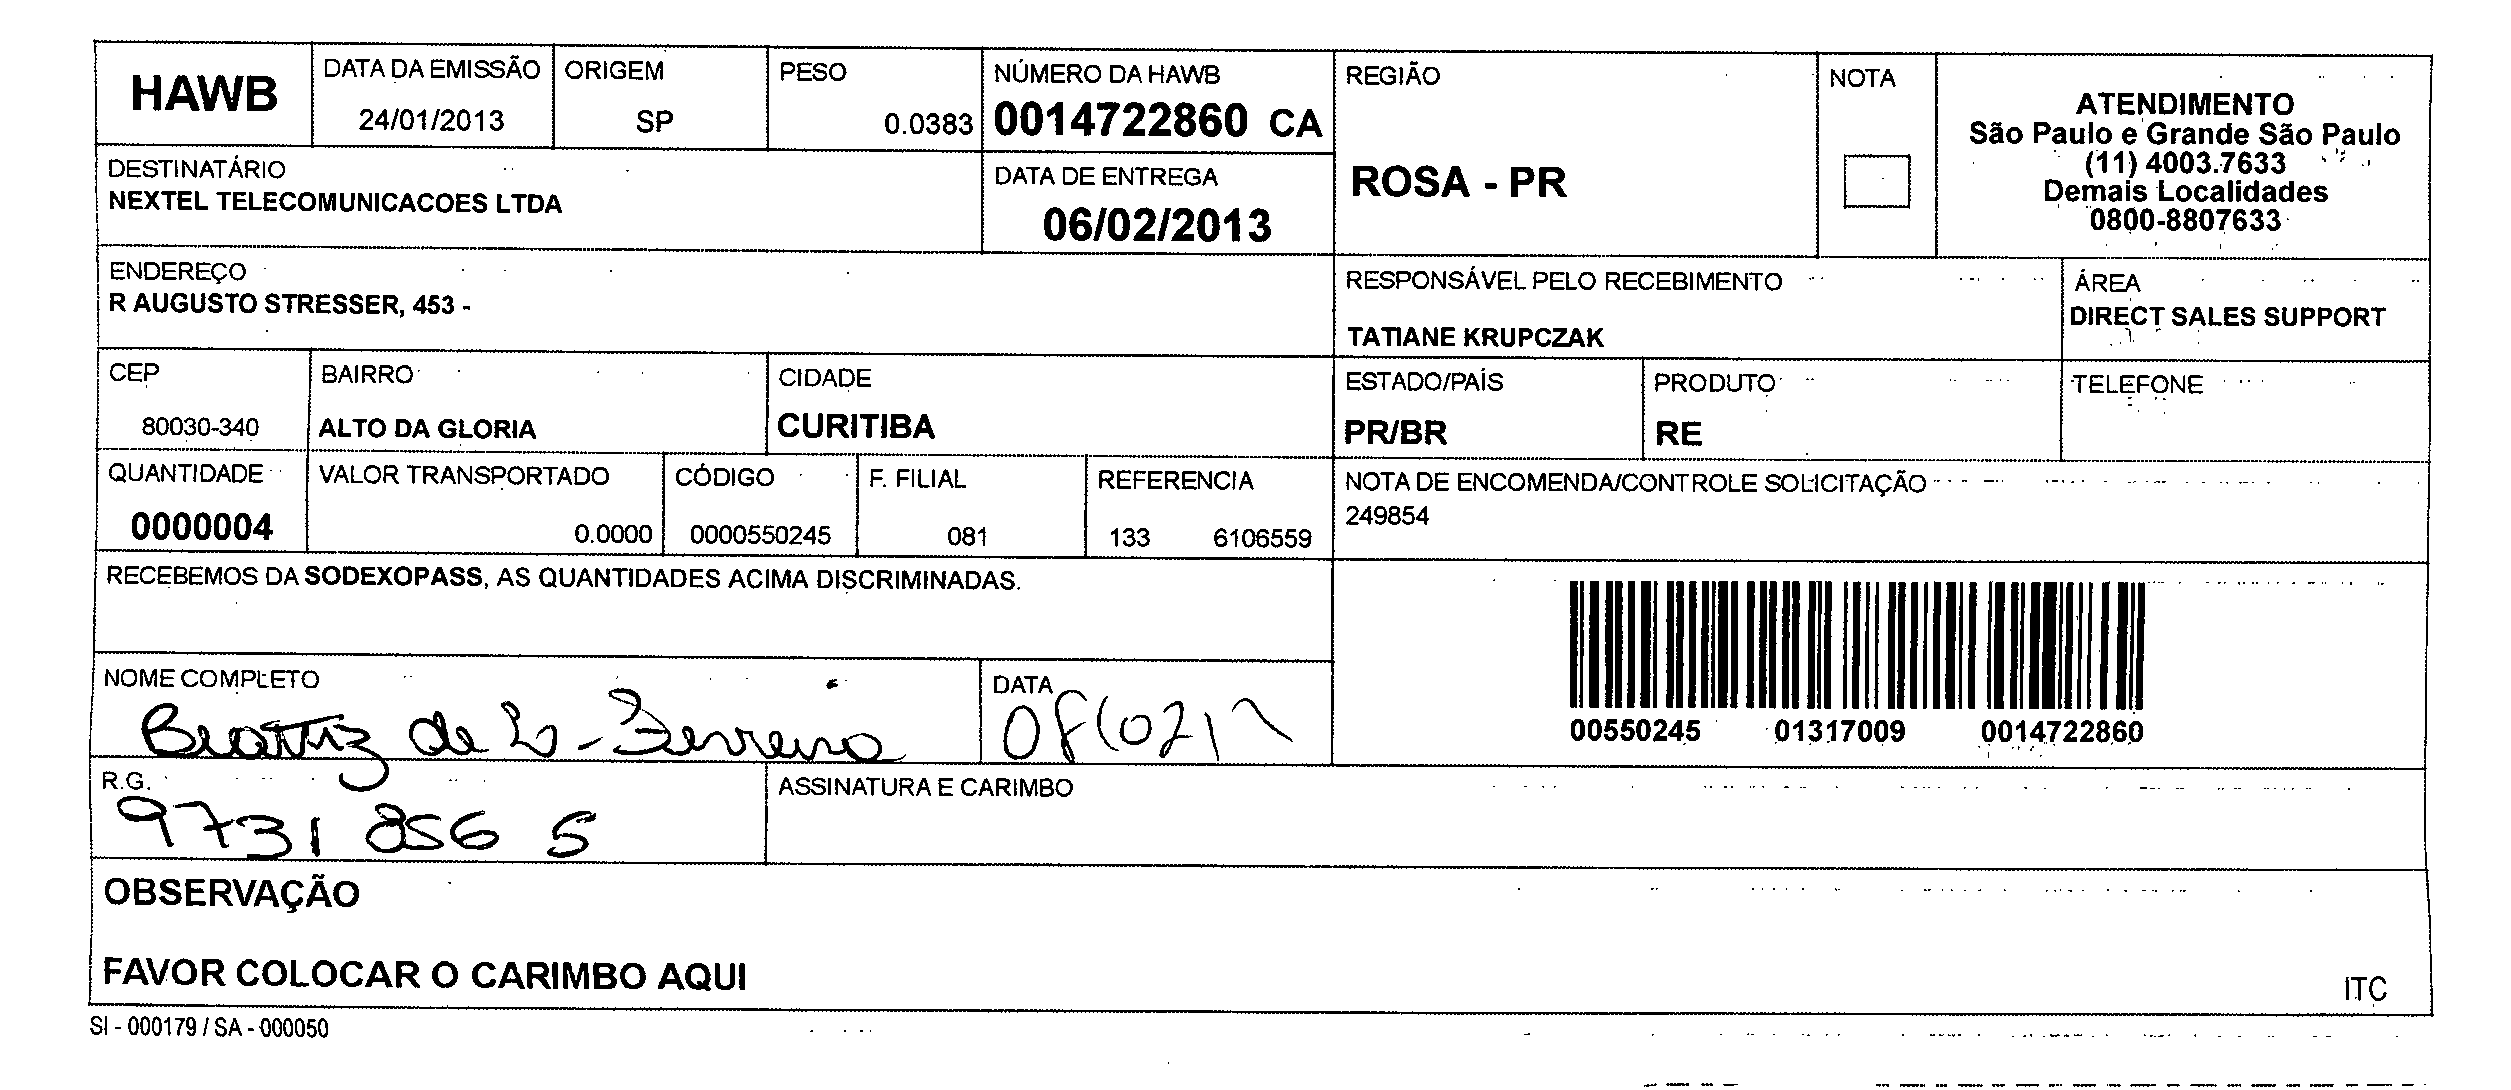 HAWB
DATA DA EMISSÃO
24/01/2013
ORIGEM
SP
PESO
0.0383
NÚMERO DA HAWB
0014722860 CA
REGIÃO
ROSA - PR
NOTA
ATENDIMENTO
São Paulo e Grande São Paulo
(11) 4003.7633
Demais Localidades
0800-8807633
DESTINATÁRIO
NEXTEL TELECOMUNICACOES LTDA
DATA DE ENTREGA
06/02/2013
ENDEREÇO
R AUGUSTO STRESSER, 453 -
RESPONSÁVEL PELO RECEBIMENTO
TATIANE KRUPCZAK
ÁREA
DIRECT SALES SUPPORT
CEP
80030-340
BAIRRO
ALTO DA GLORIA
CIDADE
CURITIBA
ESTADO/PAÍS
PR/BR
PRODUTO
RE
TELEFONE
QUANTIDADE
0000004
VALOR TRANSPORTADO
0.0000
CÓDIGO
0000550245
F. FILIAL
081
REFERENCIA
133 6106559
NOTA DE ENCOMENDA/CONTROLE SOLICITAÇÃO
249854
RECEBEMOS DA SODEXOPASS, AS QUANTIDADES ACIMA DISCRIMINADAS.
00550245 01317009 0014722860
NOME COMPLETO
Beatriz de
DATA
R.G.
9731 856 5
ASSINATURA E CARIMBO
OBSERVAÇÃO
FAVOR COLOCAR O CARIMBO AQUI
ITC
SI - 000179 / SA - 000050